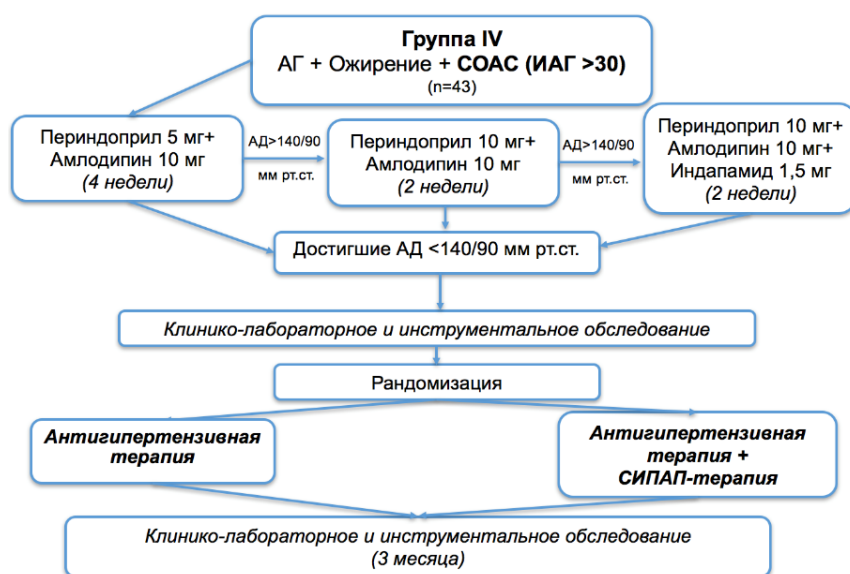 Группа IV
АГ + Ожирение + СОАС (ИАГ >30)
(n=43)
Периндоприл 5 мг+
Амлодипин 10 мг
(4 недели)
АД>140/90
мм рт.ст.
Периндоприл 10 мг+
Амлодипин 10 мг
(2 недели)
АД>140/90
мм рт.ст.
Периндоприл 10 мг+
Амлодипин 10 мг+
Индапамид 1,5 мг
(2 недели)
Достигшие АД <140/90 мм рт.ст.
Клинико-лабораторное и инструментальное обследование
Рандомизация
Антигипертензивная
терапия
Антигипертензивная
терапия +
СИПАП-терапия
Клинико-лабораторное и инструментальное обследование
(3 месяца)